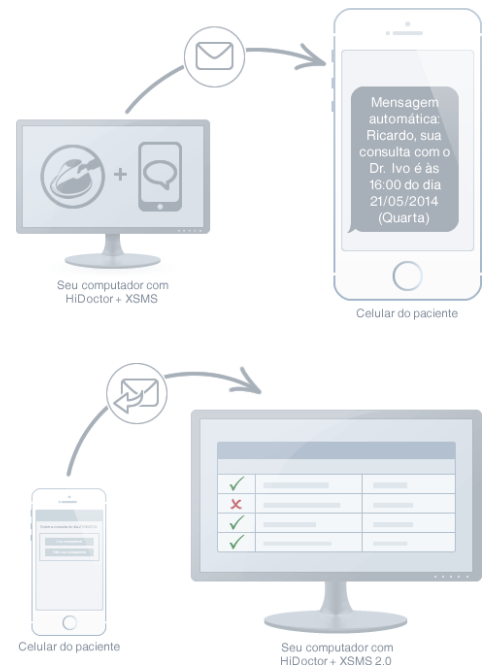 Mensagem
automática:
Ricardo, sua
consulta com o
Dr. Ivo é às
16:00 do dia
21/05/2014
(Quarta)
Seu computador com
HiDoctor + XSMS
Celular do paciente
Celular do paciente
Seu computador com
HiDoctor + XSMS 2.0